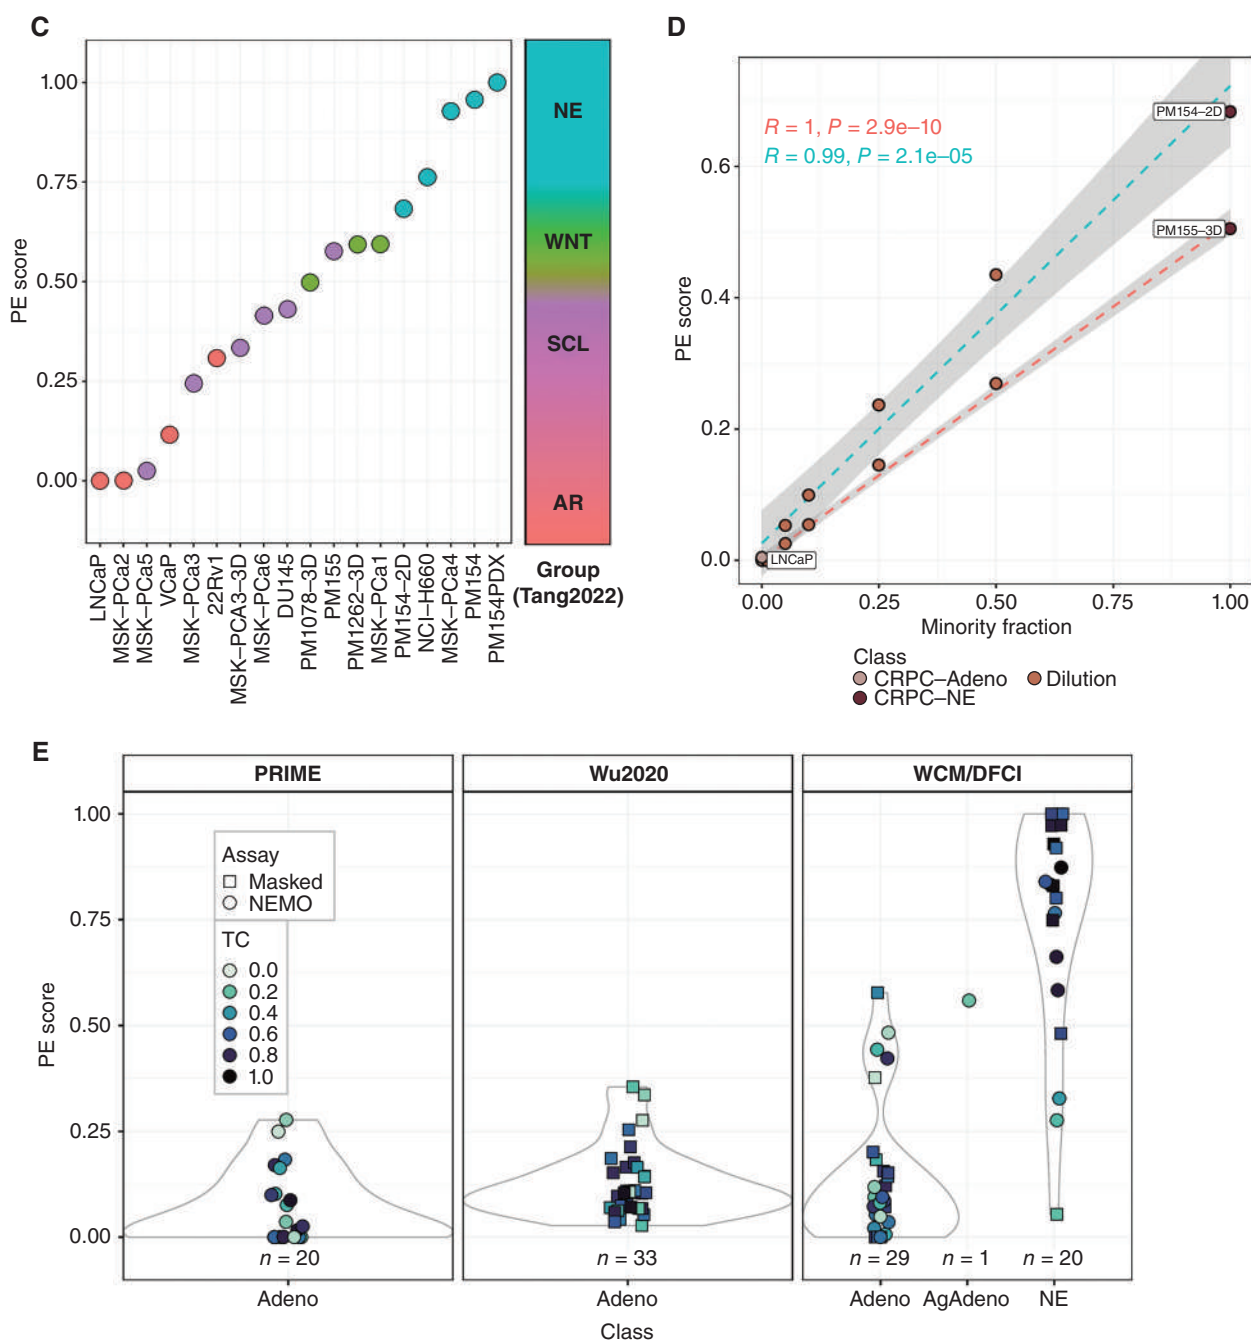 C
1.00
0.75
0.50
0.25
0.00
PE score
LNCaP
MSK–PCa2
MSK–PCa5
VCaP
MSK–PCa3
22Rv1
MSK–PCA3–3D
MSK–PCa6
DU145
PM1078–3D
PM155
PM1262–3D
MSK–PCa1
PM154–2D
NCI–H660
MSK–PCa4
PM154
PM154PDX
NE
WNT
SCL
AR
Group
(Tang2022)
D
R = 1, P = 2.9e–10
R = 0.99, P = 2.1e–05
PM154–2D
PM155–3D
LNCaP
0.6
0.4
0.2
0.0
PE score
0.00 0.25 0.50 0.75 1.00
Minority fraction
Class
CRPC–Adeno Dilution
CRPC–NE
E
PRIME Wu2020 WCM/DFCI
1.00
0.75
0.50
0.25
0.00
PE score
Assay
Masked
NEMO
TC
0.0
0.2
0.4
0.6
0.8
1.0
n = 20 n = 33 n = 29 n = 1 n = 20
Adeno Adeno Adeno AgAdeno NE
Class